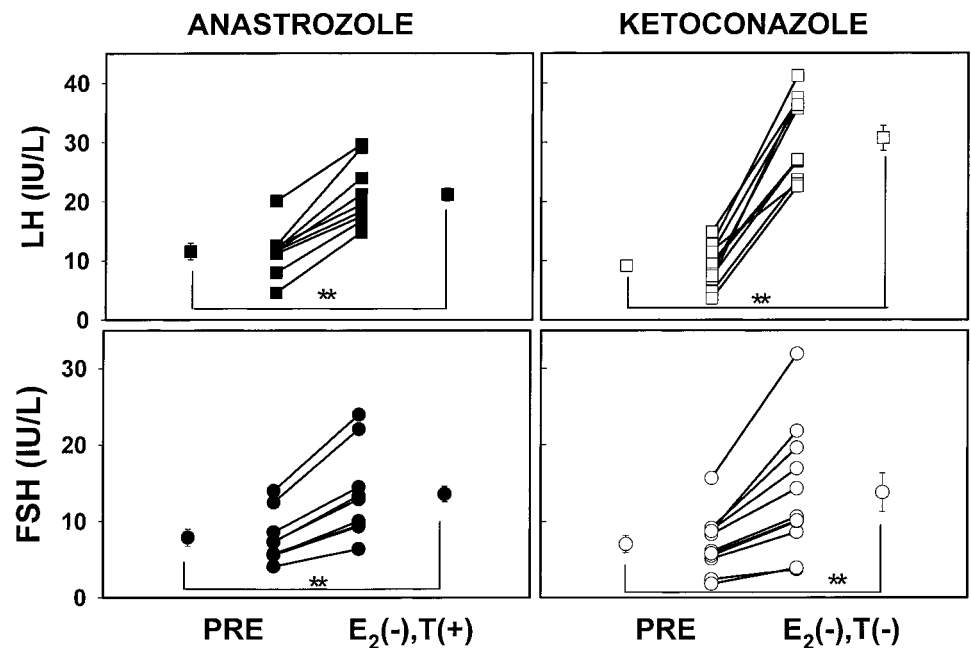 ANASTROZOLE KETOCONAZOLE
LH (IU/L)
40
30
20
10
0
** **
FSH (IU/L)
30
20
10
0
** **
PRE E₂(-),T(+) PRE E₂(-),T(-)